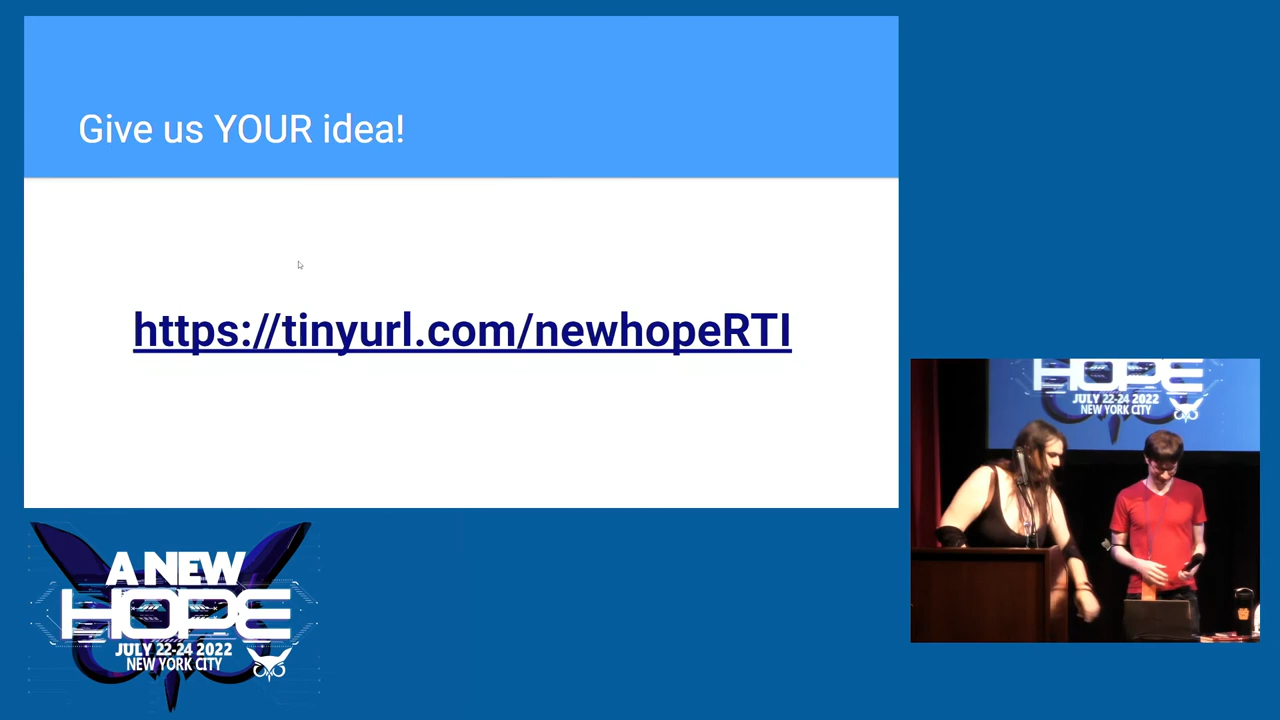 Give us YOUR idea!
https://tinyurl.com/newhopeRTI
A NEW
HOPE
JULY 22-24 2022
NEW YORK CITY
HOPE
JULY 22-24 2022
NEW YORK CITY